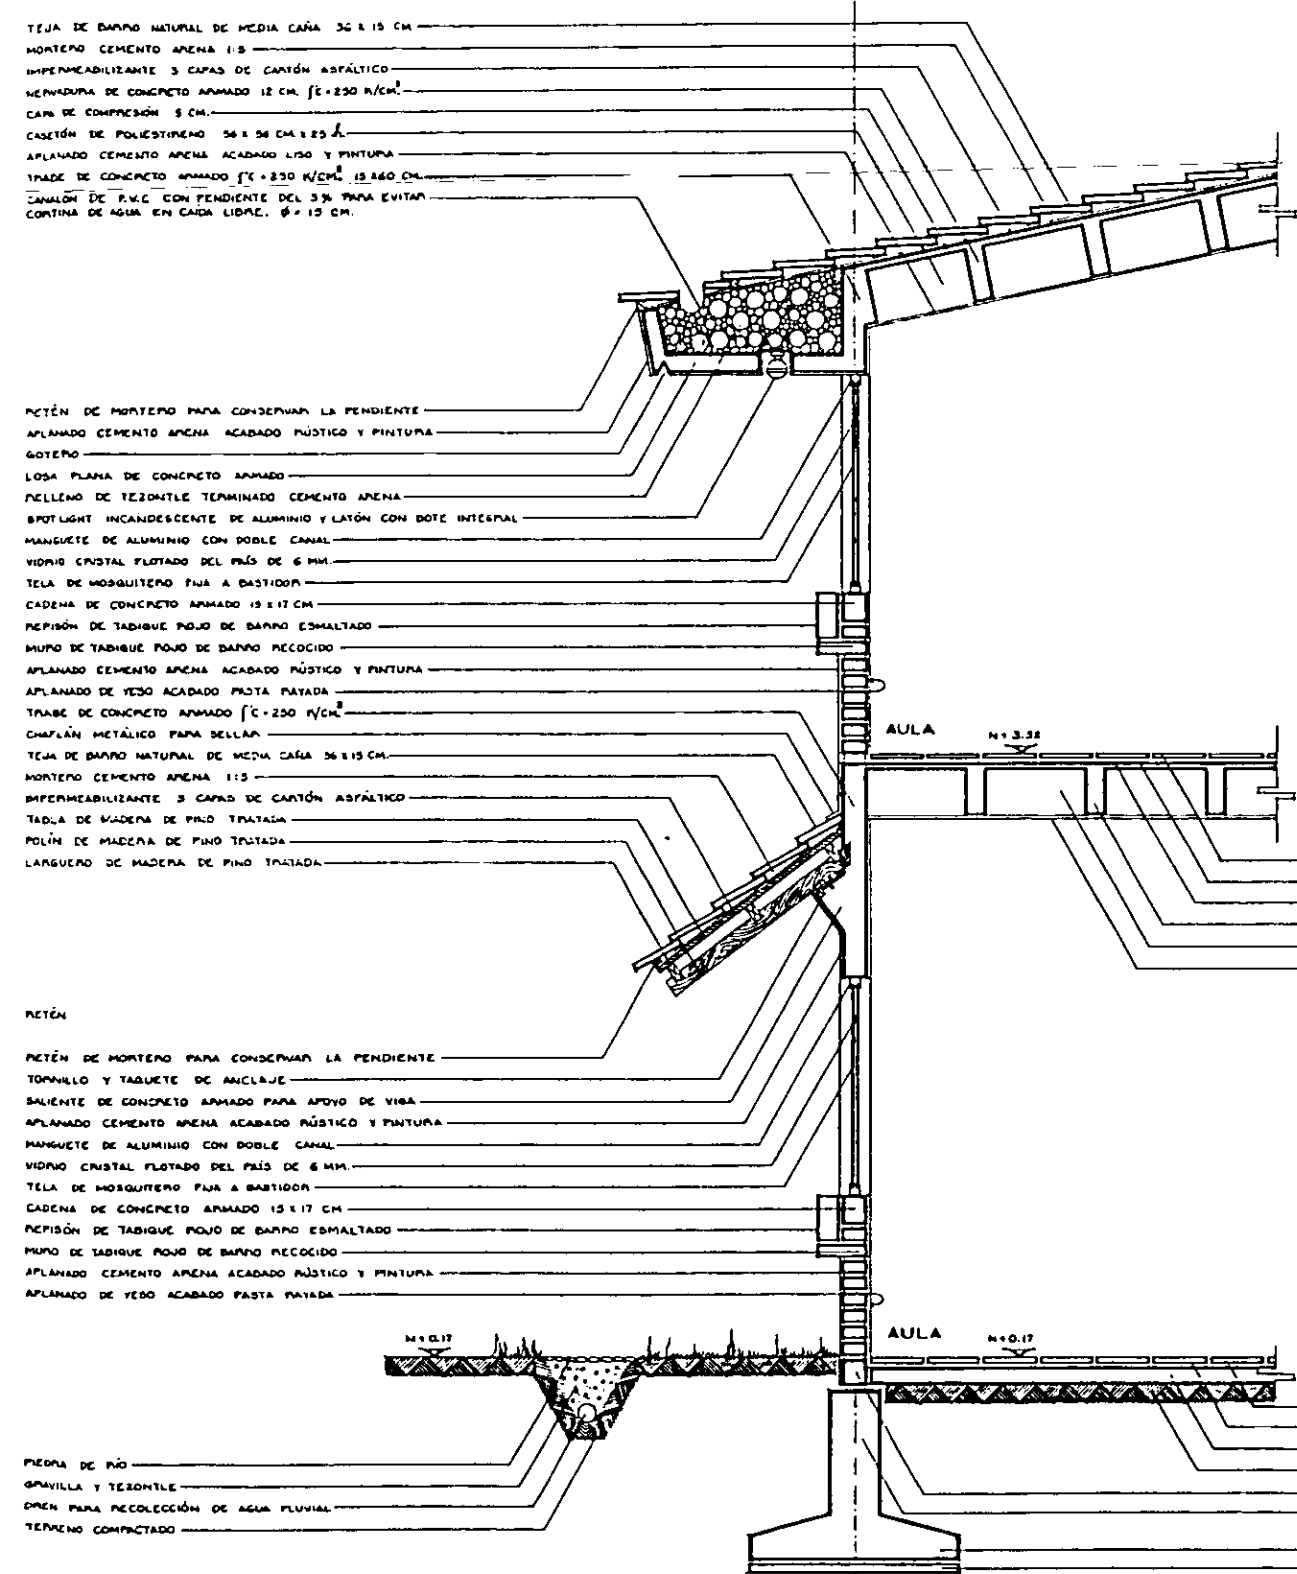 TEJA DE BARRO NATURAL DE MEDIA CAÑA 36 X 15 CM
MORTERO CEMENTO ARENA 1:5
IMPERMEABILIZANTE 3 CAPAS DE CARTÓN ASFÁLTICO
NERVADURA DE CONCRETO ARMADO 12 CM. f'c = 250 K/CM²
CAPA DE COMPRESIÓN 5 CM.
CASETÓN DE POLIESTIRENO 56 X 56 CM X 25 h
APLANADO CEMENTO ARENA ACABADO LISO Y PINTURA
TRABE DE CONCRETO ARMADO f'c = 250 K/CM² 15 X 60 CM.
CANALÓN DE P.V.C CON PENDIENTE DEL 3% PARA EVITAR
CORTINA DE AGUA EN CAÍDA LIBRE. Ø = 15 CM.
RETÉN DE MORTERO PARA CONSERVAR LA PENDIENTE
APLANADO CEMENTO ARENA ACABADO RÚSTICO Y PINTURA
GOTERO
LOSA PLANA DE CONCRETO ARMADO
RELLENO DE TEZONTLE TERMINADO CEMENTO ARENA
SPOTLIGHT INCANDESCENTE DE ALUMINIO Y LATÓN CON BOTE INTEGRAL
MANGUETE DE ALUMINIO CON DOBLE CANAL
VIDRIO CRISTAL FLOTADO DEL PAÍS DE 6 MM.
TELA DE MOSQUITERO FIJA A BASTIDOR
CADENA DE CONCRETO ARMADO 15 X 17 CM
REPISÓN DE TABIQUE ROJO DE BARRO ESMALTADO
MURO DE TABIQUE ROJO DE BARRO RECOCIDO
APLANADO CEMENTO ARENA ACABADO RÚSTICO Y PINTURA
APLANADO DE YESO ACABADO PASTA RAYADA
TRABE DE CONCRETO ARMADO f'c = 250 K/CM²
CHAFLÁN METÁLICO PARA SELLAR
TEJA DE BARRO NATURAL DE MEDIA CAÑA 36 X 15 CM.
MORTERO CEMENTO ARENA 1:5
IMPERMEABILIZANTE 3 CAPAS DE CARTÓN ASFÁLTICO
TABLA DE MADERA DE PINO TRATADA
POLÍN DE MADERA DE PINO TRATADA
LARGUERO DE MADERA DE PINO TRATADA
AULA
N+3.32
RETÉN
RETÉN DE MORTERO PARA CONSERVAR LA PENDIENTE
TORNILLO Y TAQUETE DE ANCLAJE
SALIENTE DE CONCRETO ARMADO PARA APOYO DE VIGA
APLANADO CEMENTO ARENA ACABADO RÚSTICO Y PINTURA
MANGUETE DE ALUMINIO CON DOBLE CANAL
VIDRIO CRISTAL FLOTADO DEL PAÍS DE 6 MM.
TELA DE MOSQUITERO FIJA A BASTIDOR
CADENA DE CONCRETO ARMADO 15 X 17 CM
REPISÓN DE TABIQUE ROJO DE BARRO ESMALTADO
MURO DE TABIQUE ROJO DE BARRO RECOCIDO
APLANADO CEMENTO ARENA ACABADO RÚSTICO Y PINTURA
APLANADO DE YESO ACABADO PASTA RAYADA
N+0.17
AULA
N+0.17
PIEDRA DE RÍO
GRAVILLA Y TEZONTLE
DREN PARA RECOLECCIÓN DE AGUA PLUVIAL
TERRENO COMPACTADO